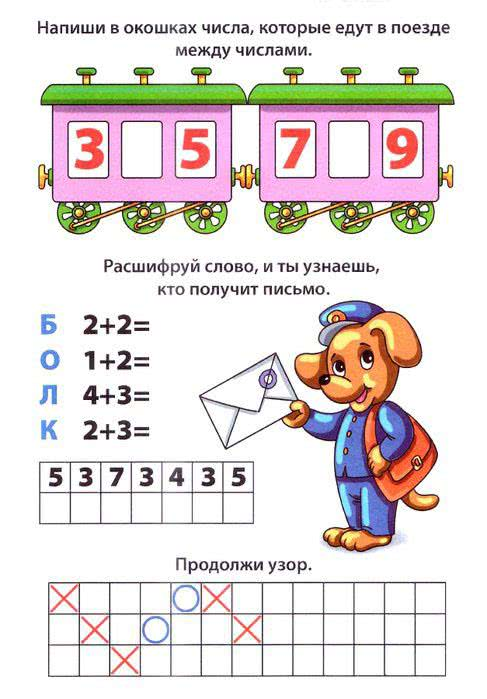 Напиши в окошках числа, которые едут в поезде
между числами.
3 5 7 9
Расшифруй слово, и ты узнаешь,
кто получит письмо.
Б 2+2=
О 1+2=
Л 4+3=
К 2+3=
5 3 7 3 4 3 5
Продолжи узор.